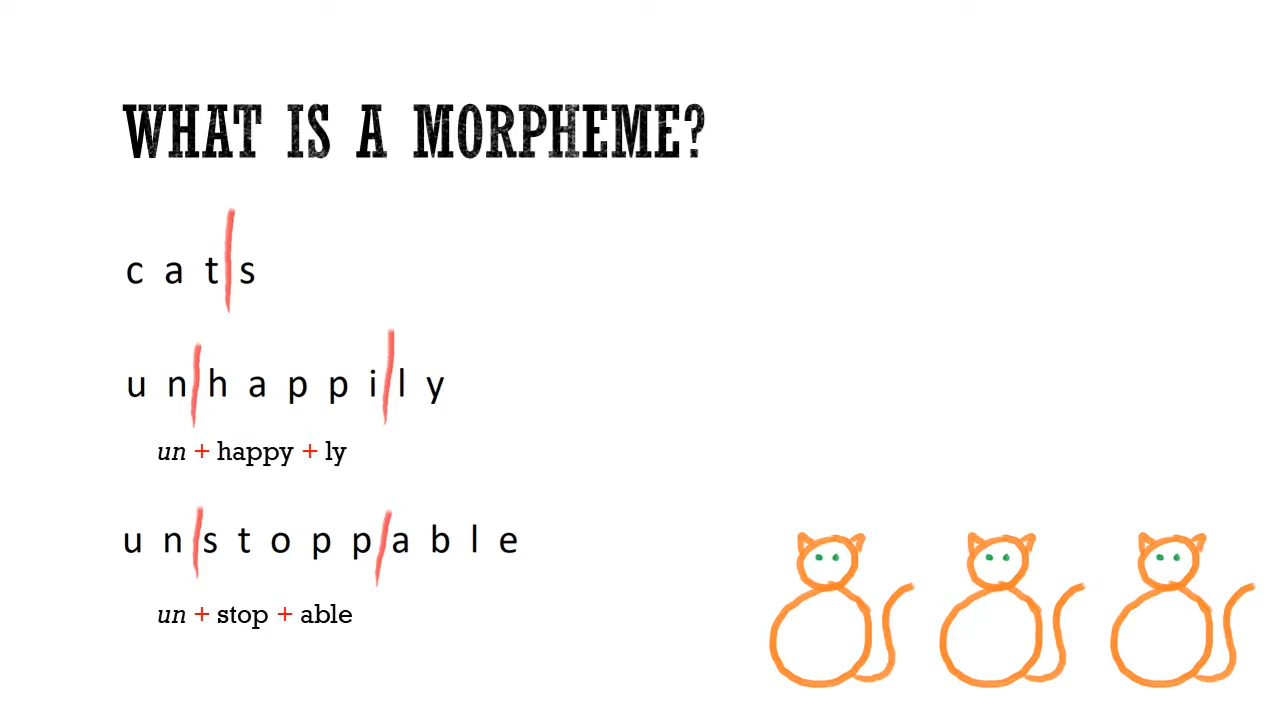 WHAT IS A MORPHEME?
c a t s
u n h a p p i l y
un + happy + ly
u n s t o p p a b l e
un + stop + able